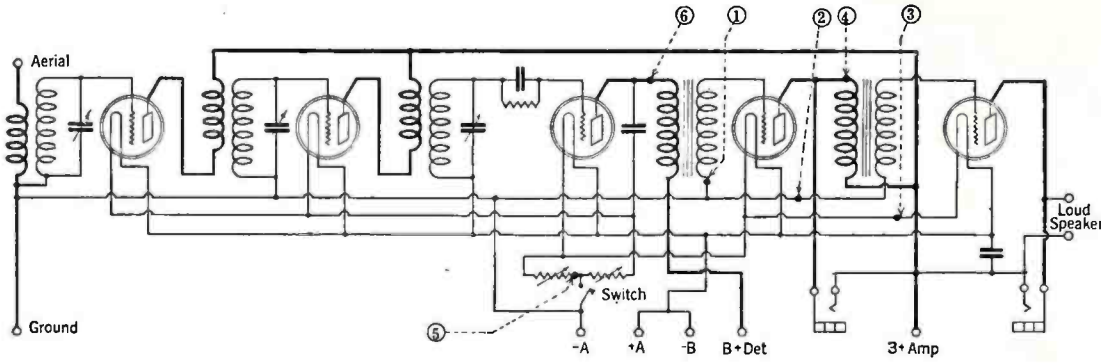 ⑥ ① ② ④ ③
Aerial
Loud
Speaker
Switch
Ground
⑤
-A +A -B B+Det 3+Amp